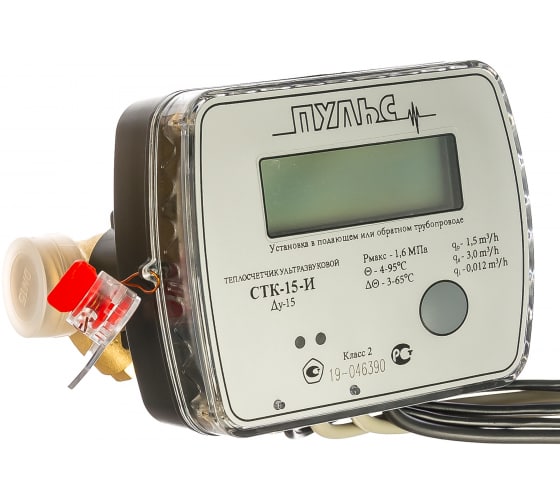 ПУЛЬС
Установка в подающем или обратном трубопроводе
ТЕПЛОСЧЕТЧИК УЛЬТРАЗВУКОВОЙ
СТК-15-И
Ду-15
Pмакс - 1,6 МПа
Θ - 4-95°C
ΔΘ - 3-65°C
qₚ - 1,5 m³/h
qₛ - 3,0 m³/h
qᵢ - 0,012 m³/h
Класс 2
19-046390